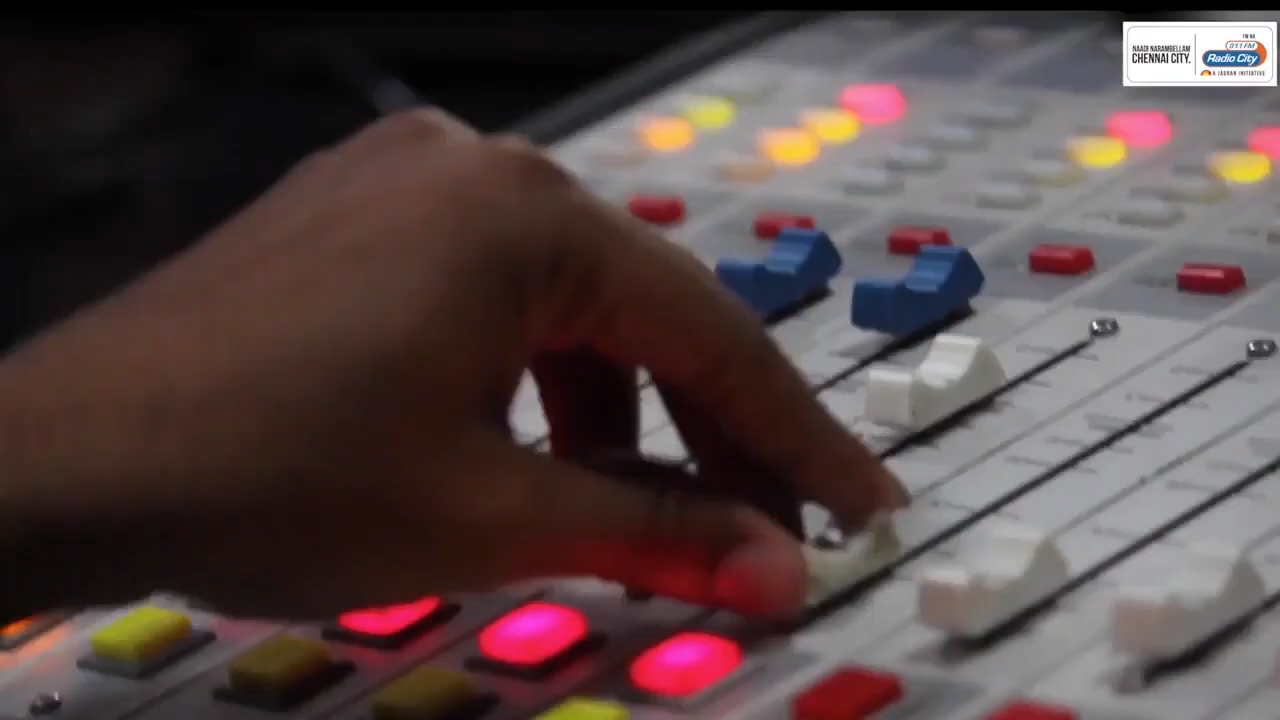 NAADI NARAMBELLAM
CHENNAI CITY.
FM NA
91.1 FM
Radio City
A JAGRAN INITIATIVE